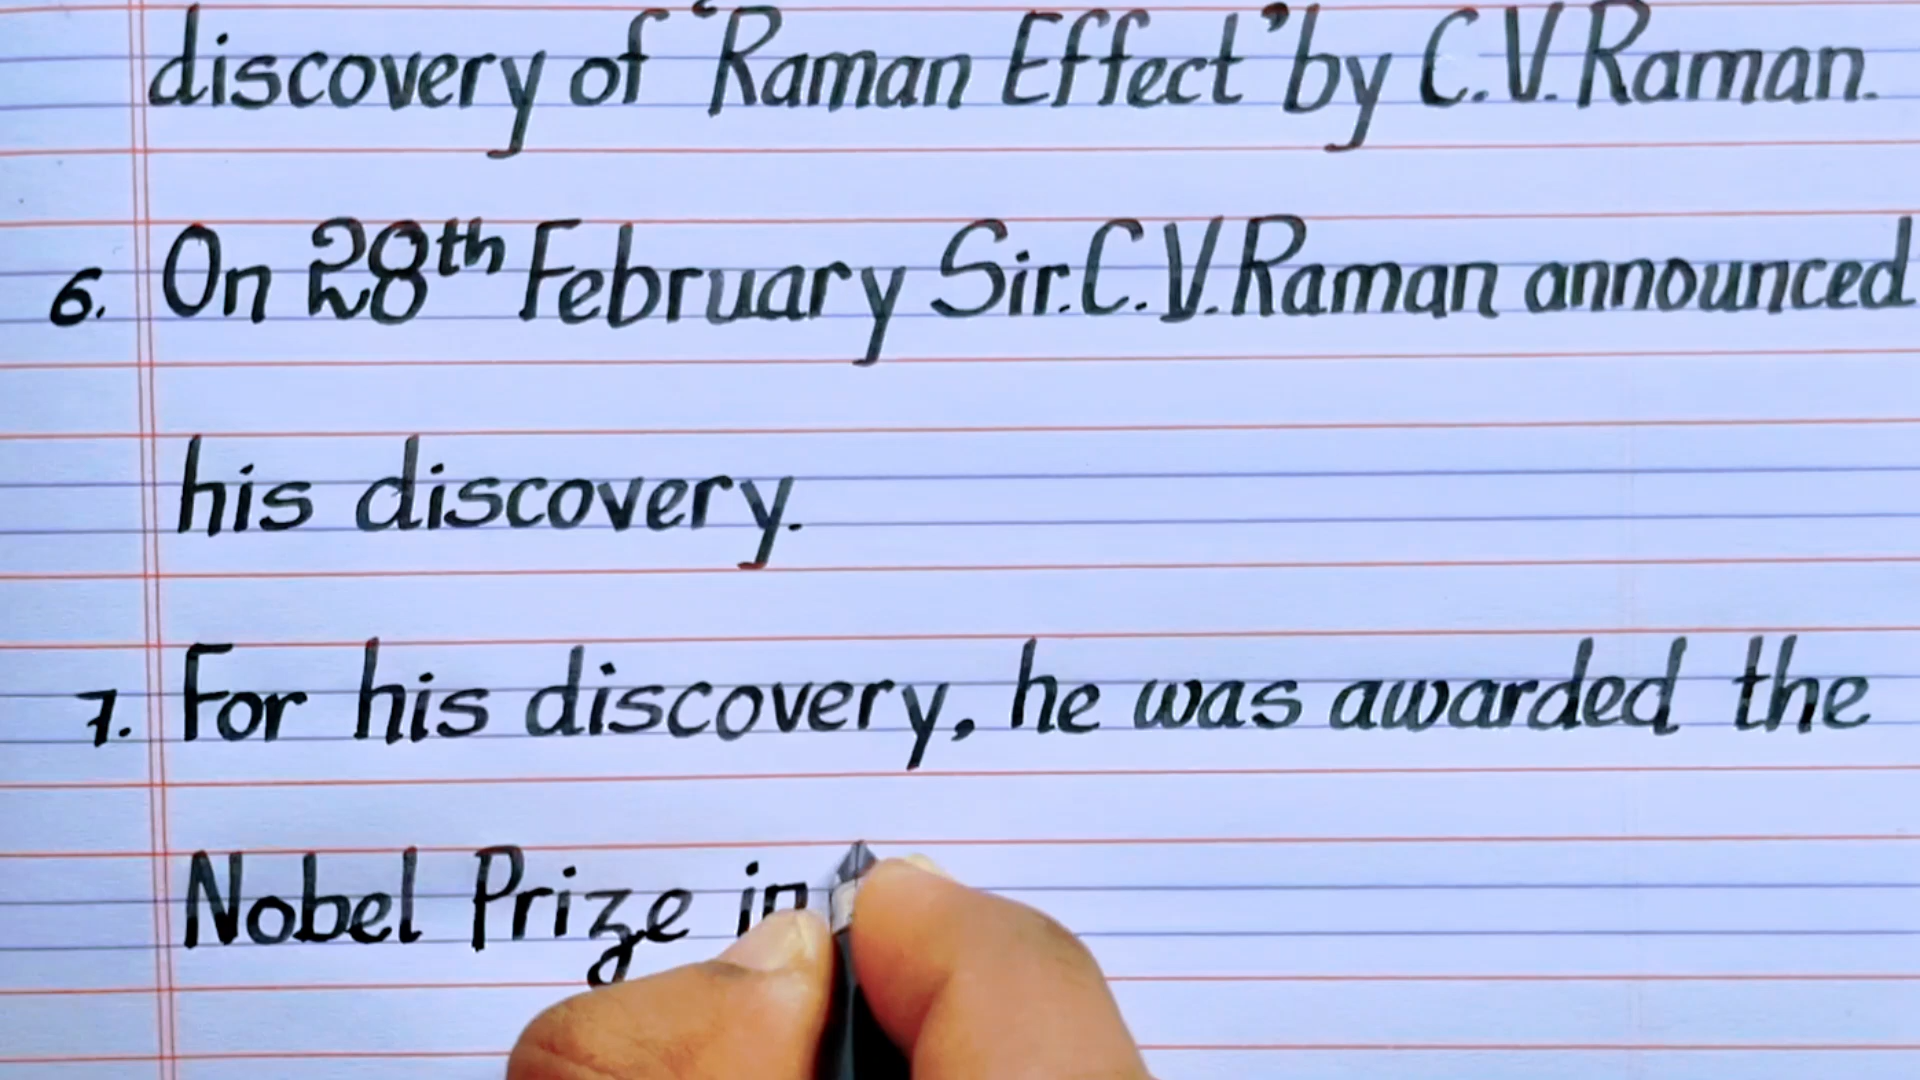 discovery of "Raman Effect" by C.V. Raman.
6. On 28th February Sir. C.V. Raman announced
his discovery.
7. For his discovery, he was awarded the
Nobel Prize in